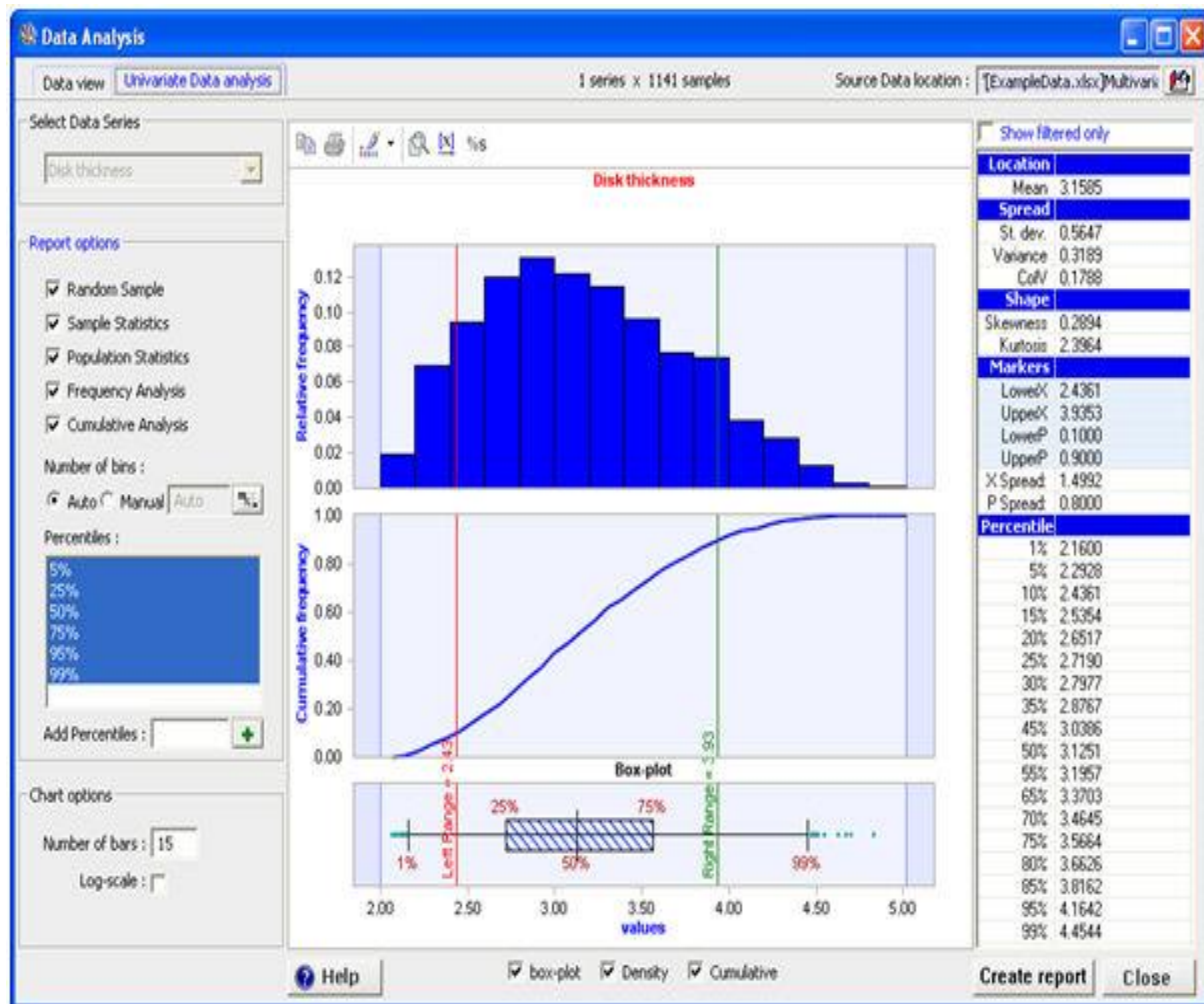 Data Analysis
Data view
Univariate Data analysis
1 series x 1141 samples
Source Data location :
'[ExampleData.xlsx]Multivari
Select Data Series
Disk thickness
Report options
Random Sample
Sample Statistics
Population Statistics
Frequency Analysis
Cumulative Analysis
Number of bins :
Auto
Manual
Auto
Percentiles :
5%
25%
50%
75%
95%
99%
Add Percentiles :
Chart options
Number of bars : 15
Log-scale :
%s
Disk thickness
Relative frequency
0.12
0.10
0.08
0.06
0.04
0.02
0.00
Cumulative frequency
1.00
0.80
0.60
0.40
0.20
0.00
Left Range = 2.43
Right Range = 3.93
Box-plot
25%
75%
1%
50%
99%
2.00 2.50 3.00 3.50 4.00 4.50 5.00
values
Help
box-plot
Density
Cumulative
Show filtered only
Location
Mean 3.1585
Spread
St. dev. 0.5647
Variance 0.3189
CofV 0.1788
Shape
Skewness 0.2894
Kurtosis 2.3964
Markers
LowerX 2.4361
UpperX 3.9353
LowerP 0.1000
UpperP 0.9000
X Spread 1.4992
P Spread 0.8000
Percentile
1% 2.1600
5% 2.2928
10% 2.4361
15% 2.5354
20% 2.6517
25% 2.7190
30% 2.7977
35% 2.8767
45% 3.0386
50% 3.1251
55% 3.1957
65% 3.3703
70% 3.4645
75% 3.5664
80% 3.6626
85% 3.8162
95% 4.1642
99% 4.4544
Create report
Close